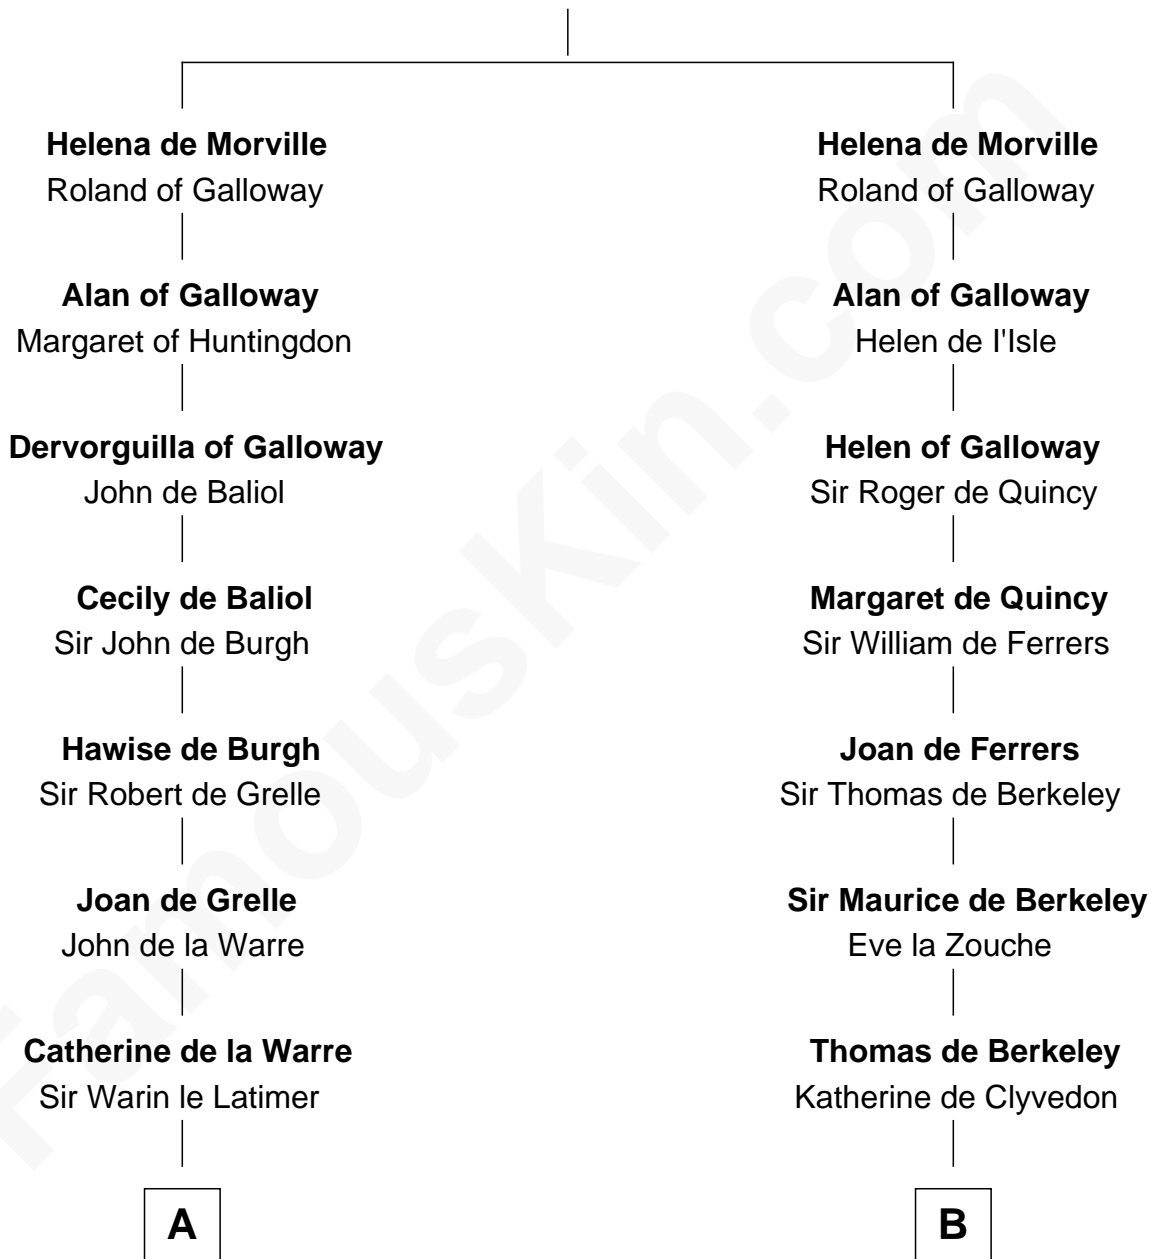 Helena de Morville
Roland of Galloway
Alan of Galloway
Margaret of Huntingdon
Dervorguilla of Galloway
John de Baliol
Cecily de Baliol
Sir John de Burgh
Hawise de Burgh
Sir Robert de Grelle
Joan de Grelle
John de la Warre
Catherine de la Warre
Sir Warin le Latimer
A
Helena de Morville
Roland of Galloway
Alan of Galloway
Helen de l'Isle
Helen of Galloway
Sir Roger de Quincy
Margaret de Quincy
Sir William de Ferrers
Joan de Ferrers
Sir Thomas de Berkeley
Sir Maurice de Berkeley
Eve la Zouche
Thomas de Berkeley
Katherine de Clyvedon
B
FamousKin.com